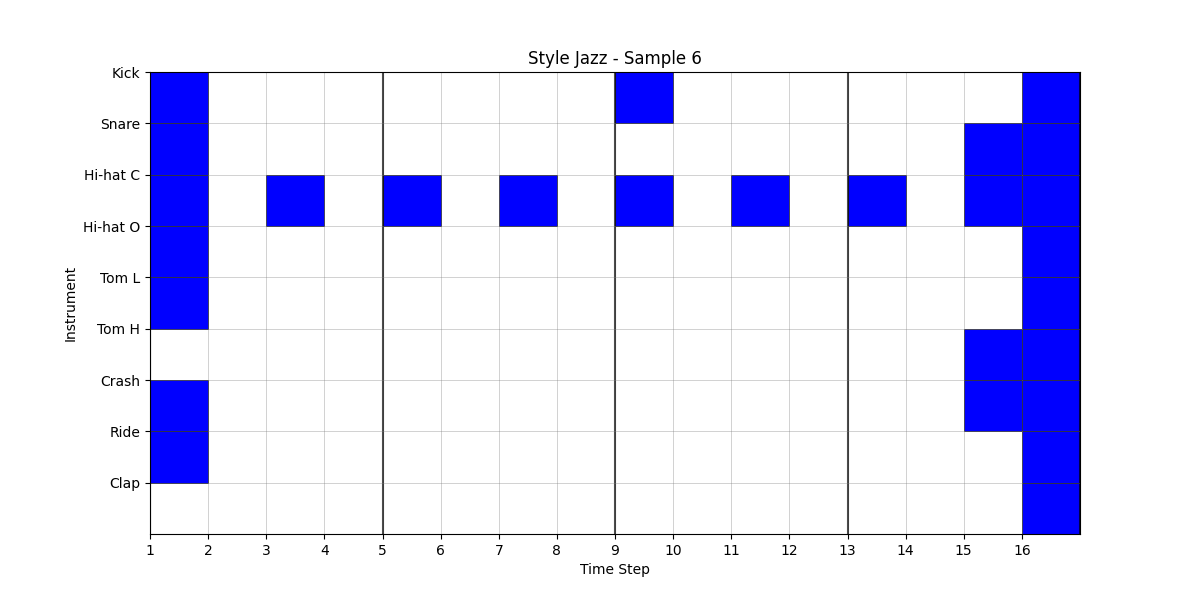 Style Jazz - Sample 6
Kick
Snare
Hi-hat C
Hi-hat O
Tom L
Tom H
Crash
Ride
Clap
Instrument
1 2 3 4 5 6 7 8 9 10 11 12 13 14 15 16
Time Step